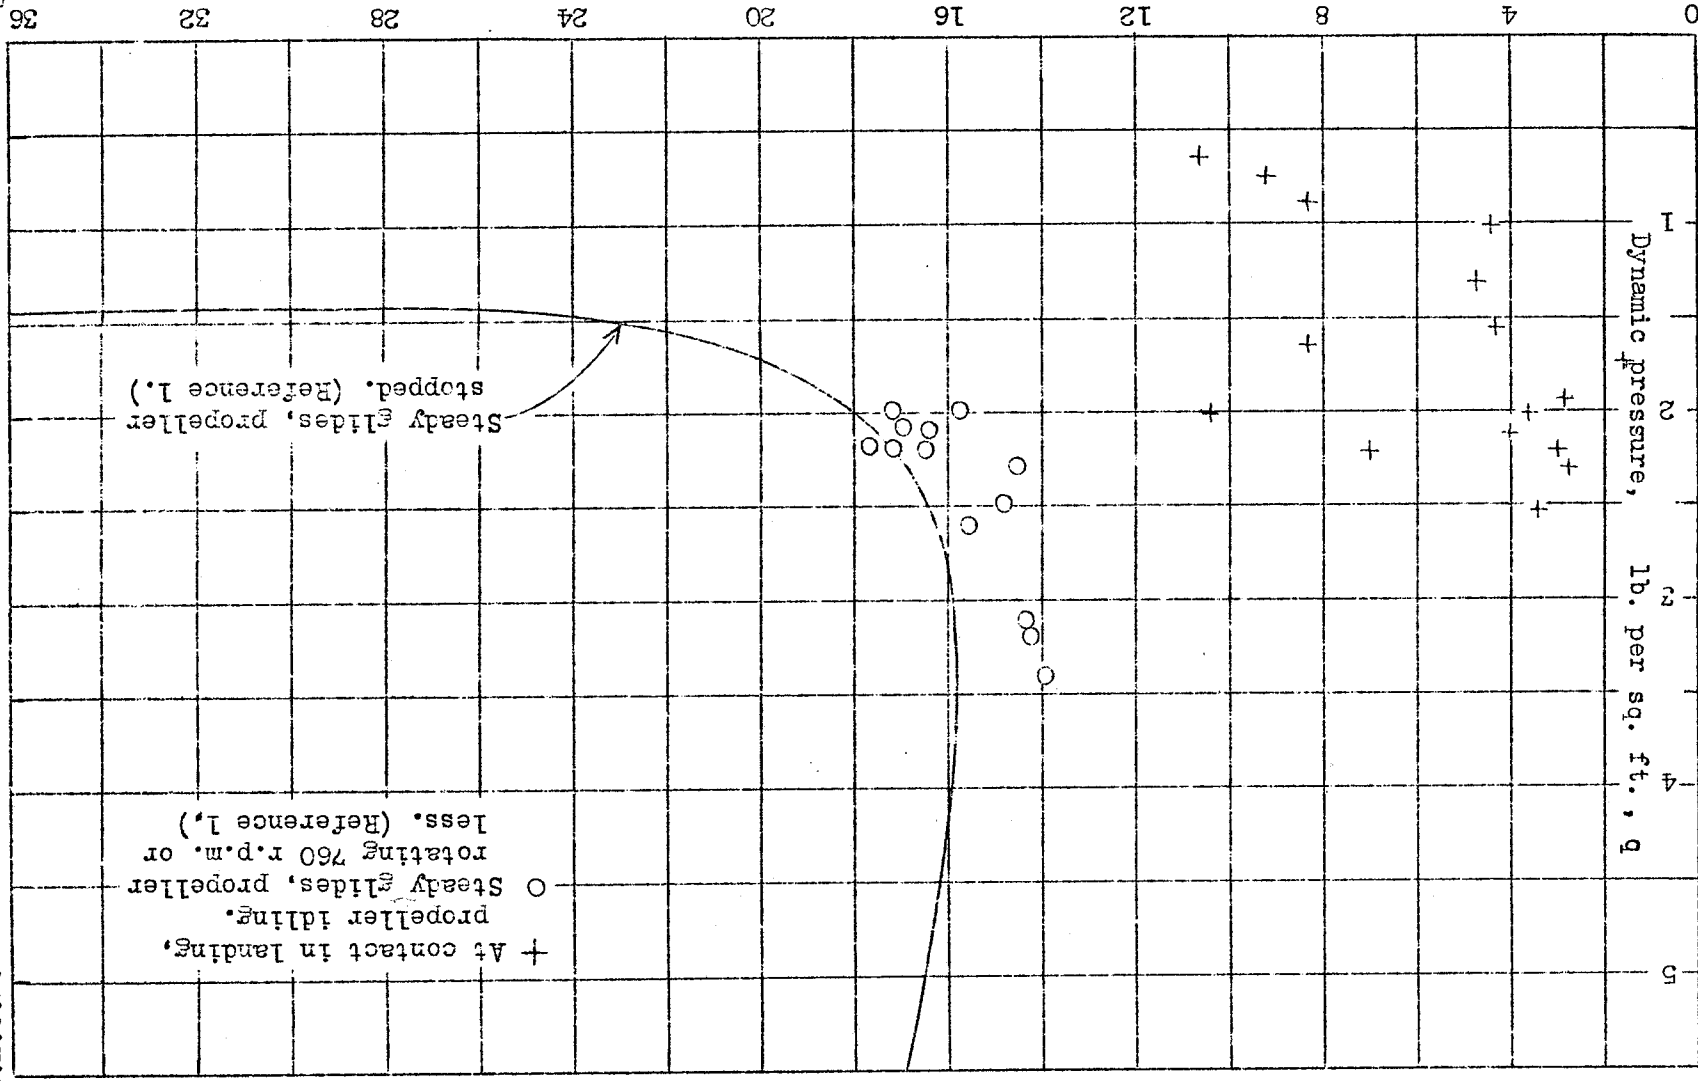 + At contact in landing,
propeller idling.
O Steady glides, propeller
rotating 760 r.p.m. or
less. (Reference 1,)
Steady glides, propeller
stopped. (Reference 1.)
Dynamic pressure, lb. per sq. ft., q
5
4
3
2
1
0 4 8 12 16 20 24 28 32 36